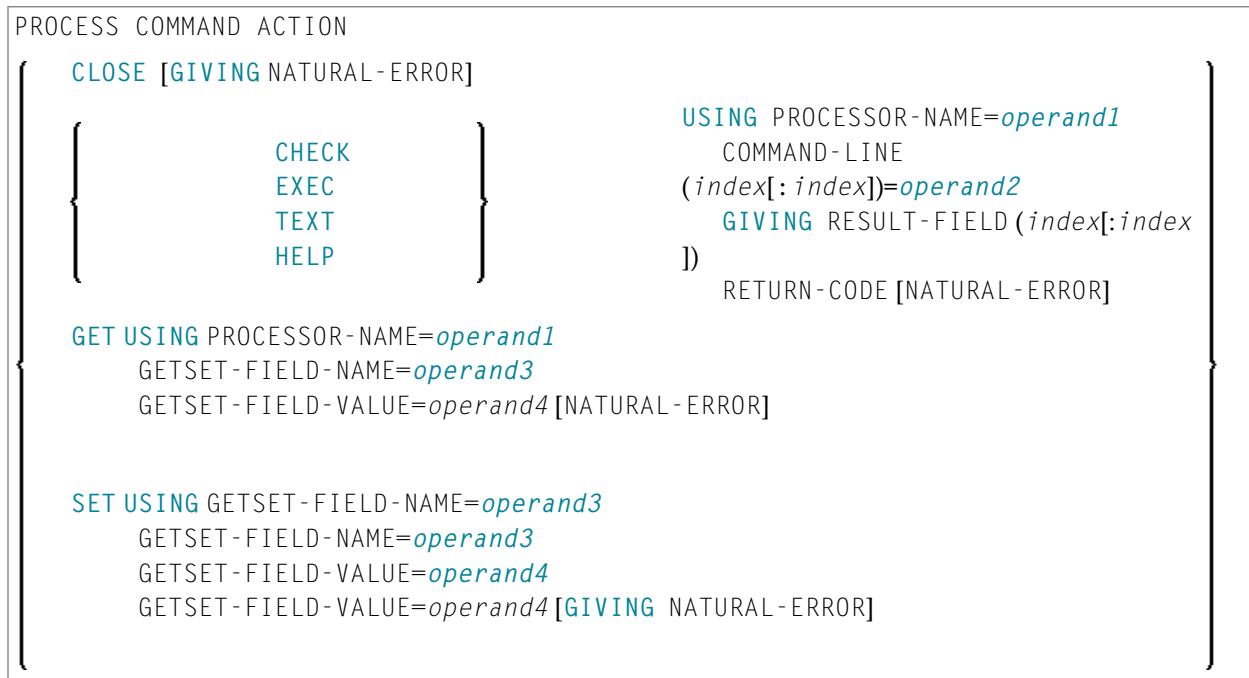 PROCESS COMMAND ACTION
CLOSE [GIVING NATURAL-ERROR]
CHECK
EXEC
TEXT
HELP
USING PROCESSOR-NAME=operand1
COMMAND-LINE
(index[:index])=operand2
GIVING RESULT-FIELD (index[:index
])
RETURN-CODE [NATURAL-ERROR]
GET USING PROCESSOR-NAME=operand1
GETSET-FIELD-NAME=operand3
GETSET-FIELD-VALUE=operand4 [NATURAL-ERROR]
SET USING GETSET-FIELD-NAME=operand3
GETSET-FIELD-NAME=operand3
GETSET-FIELD-VALUE=operand4
GETSET-FIELD-VALUE=operand4 [GIVING NATURAL-ERROR]